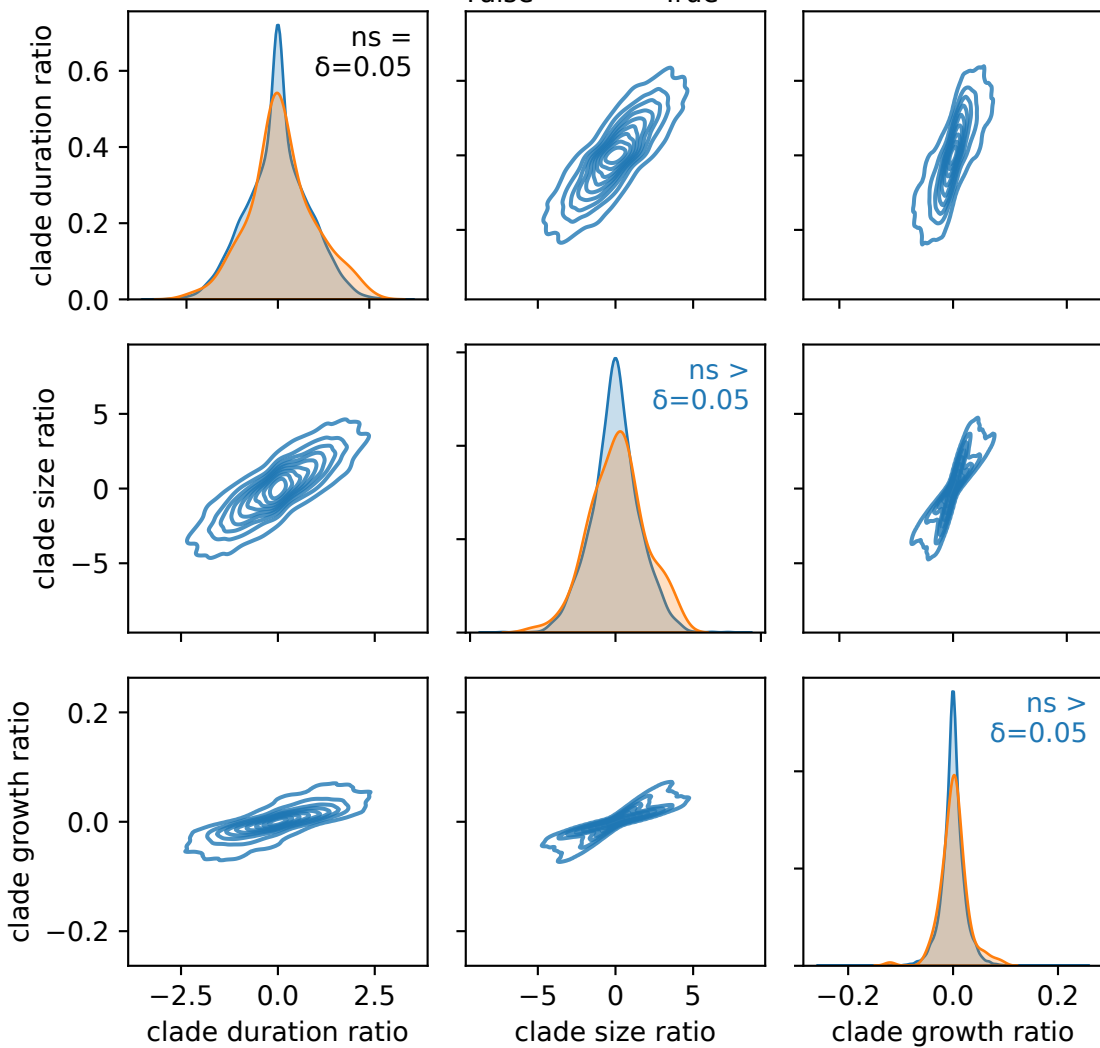 clade duration ratio
0.6
0.4
0.2
0.0
ns =
δ=0.05
clade size ratio
5
0
−5
ns >
δ=0.05
clade growth ratio
0.2
0.0
−0.2
ns >
δ=0.05
−2.5 0.0 2.5
−5 0 5
−0.2 0.0 0.2
clade duration ratio
clade size ratio
clade growth ratio